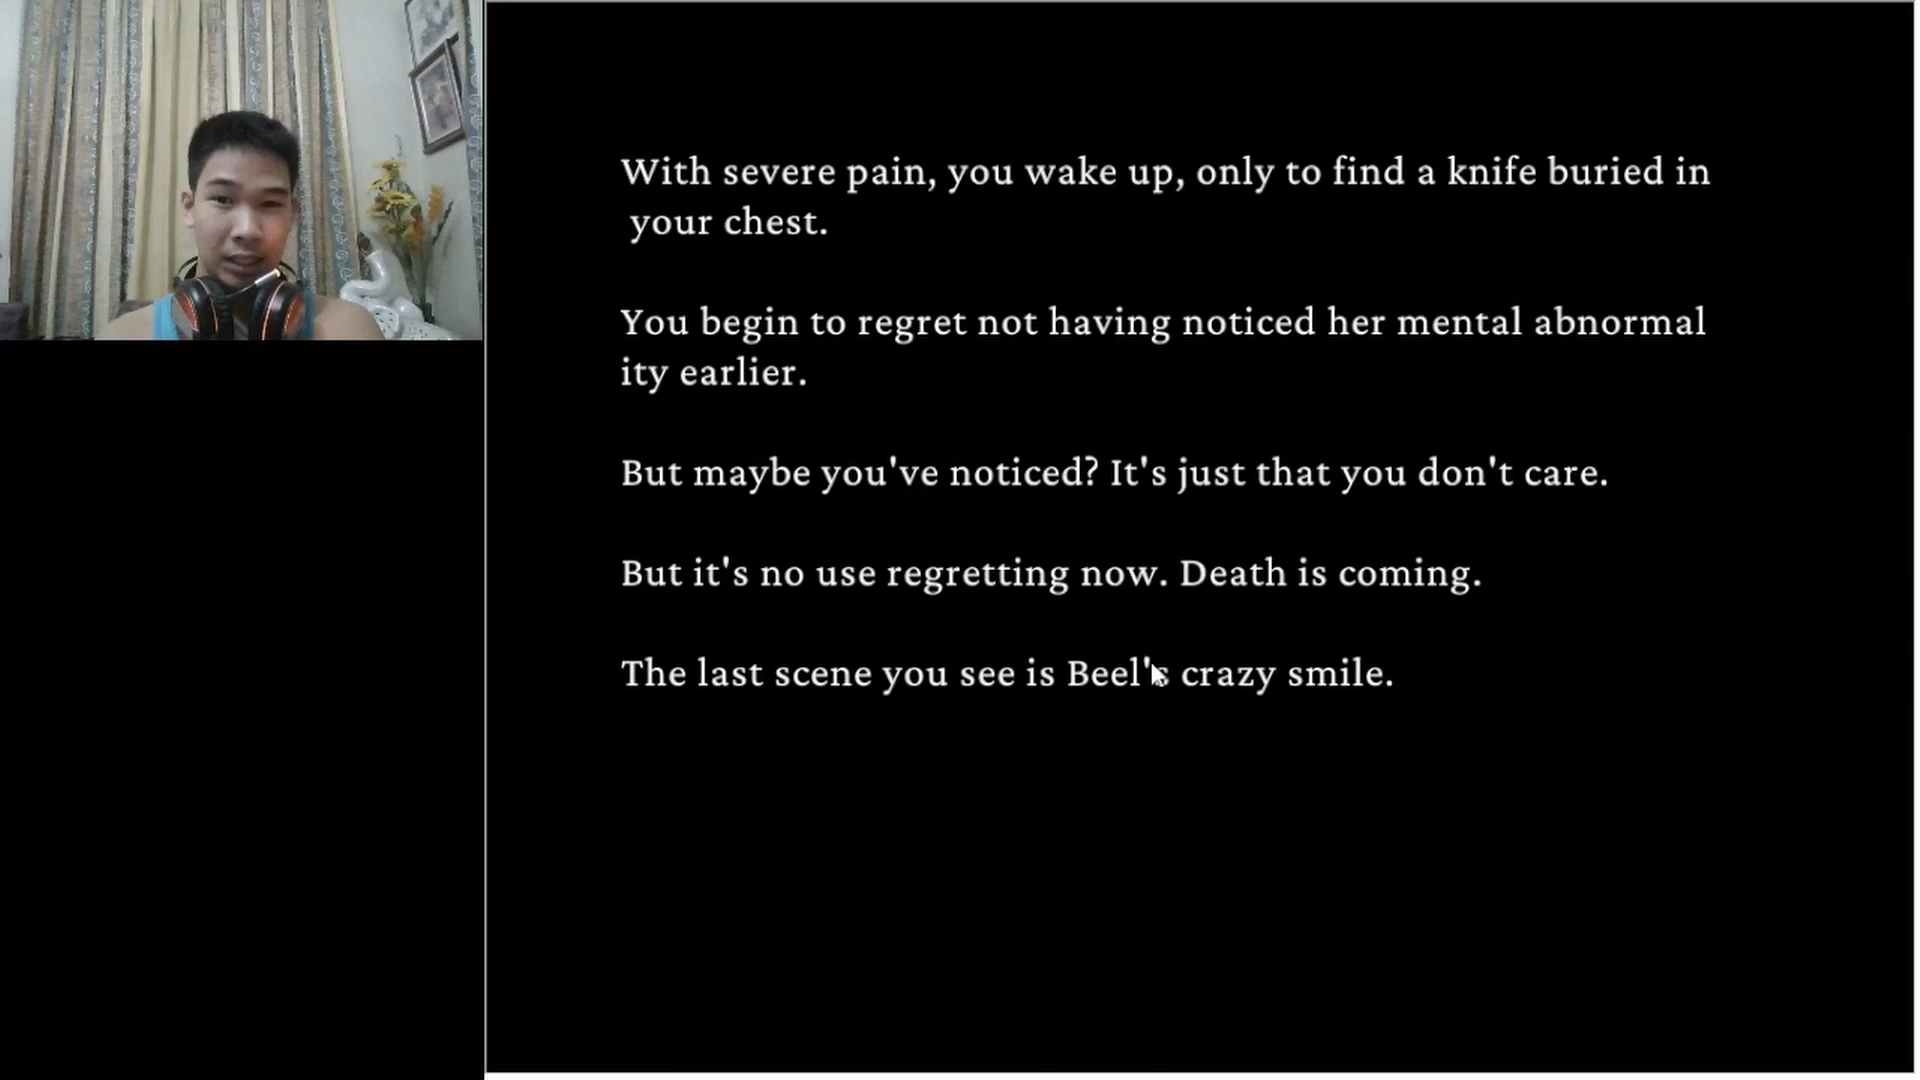 With severe pain, you wake up, only to find a knife buried in
your chest.
You begin to regret not having noticed her mental abnormal
ity earlier.
But maybe you've noticed? It's just that you don't care.
But it's no use regretting now. Death is coming.
The last scene you see is Beel's crazy smile.